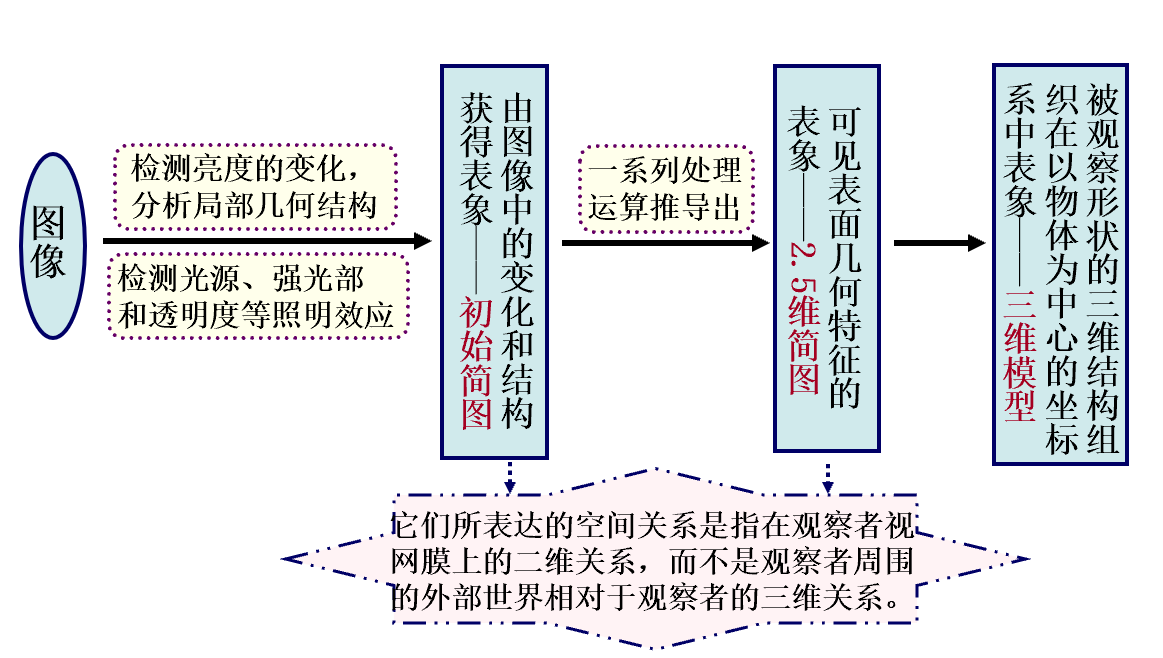 图
像
检测亮度的变化，
分析局部几何结构
检测光源、强光部
和透明度等照明效应
由图像中的变化和结构
获得表象——初始简图
一系列处理
运算推导出
可见表面几何特征的
表象——2.5维简图
被观察形状的三维结构组
织在以物体为中心的坐标
系中表象——三维模型
它们所表达的空间关系是指在观察者视
网膜上的二维关系，而不是观察者周围
的外部世界相对于观察者的三维关系。